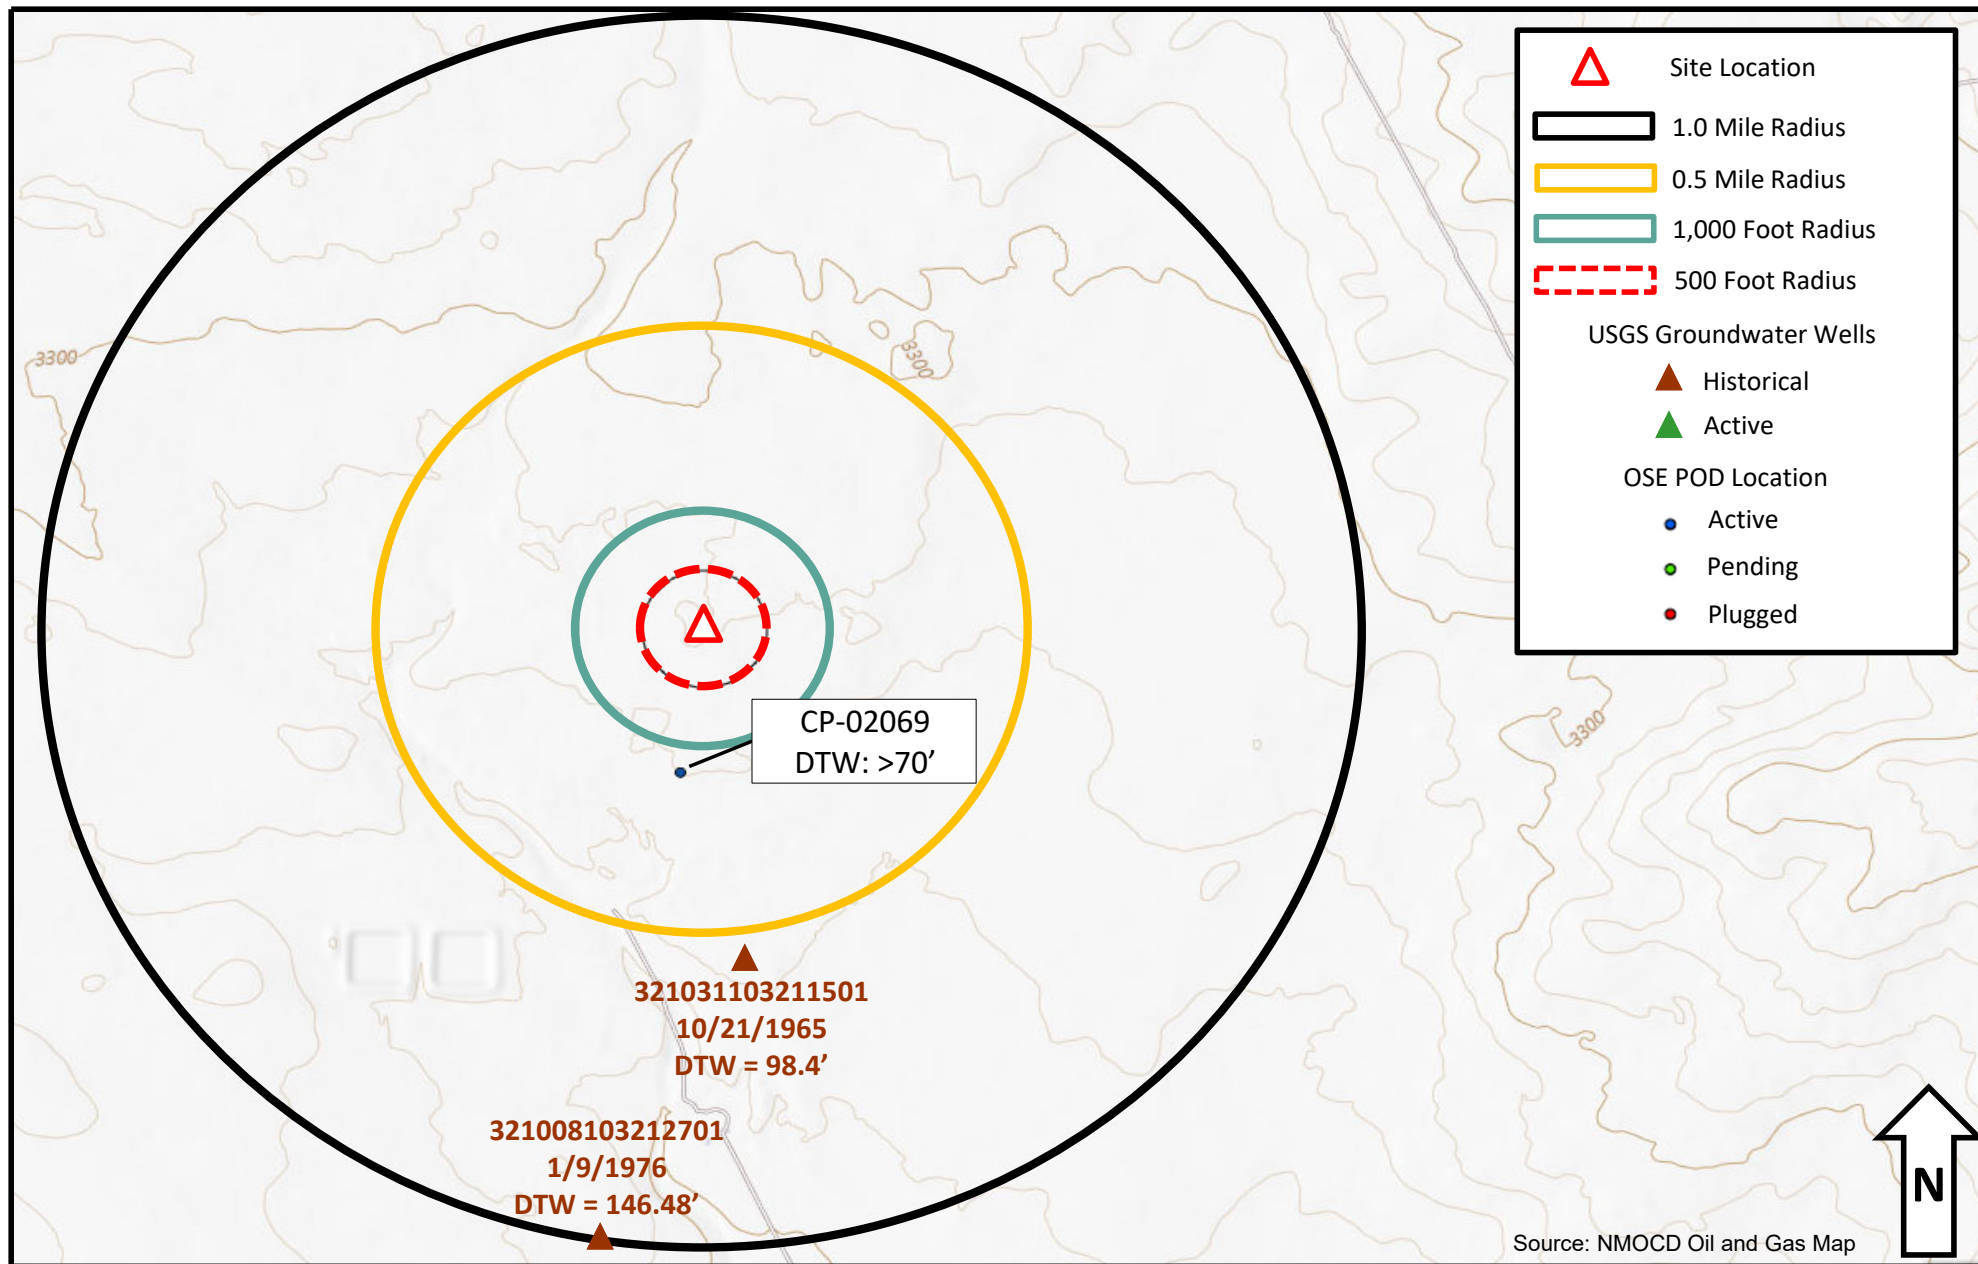 Site Location
1.0 Mile Radius
0.5 Mile Radius
1,000 Foot Radius
500 Foot Radius
USGS Groundwater Wells
Historical
Active
OSE POD Location
Active
Pending
Plugged
3300
3300
3300
CP-02069
DTW: >70’
321031103211501
10/21/1965
DTW = 98.4’
321008103212701
1/9/1976
DTW = 146.48’
N
Source: NMOCD Oil and Gas Map